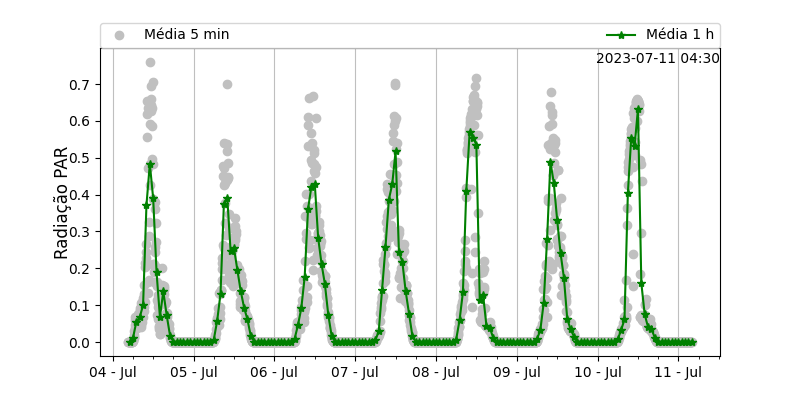 Média 5 min
Média 1 h
2023-07-11 04:30
Radiação PAR
0.7
0.6
0.5
0.4
0.3
0.2
0.1
0.0
04 - Jul 05 - Jul 06 - Jul 07 - Jul 08 - Jul 09 - Jul 10 - Jul 11 - Jul